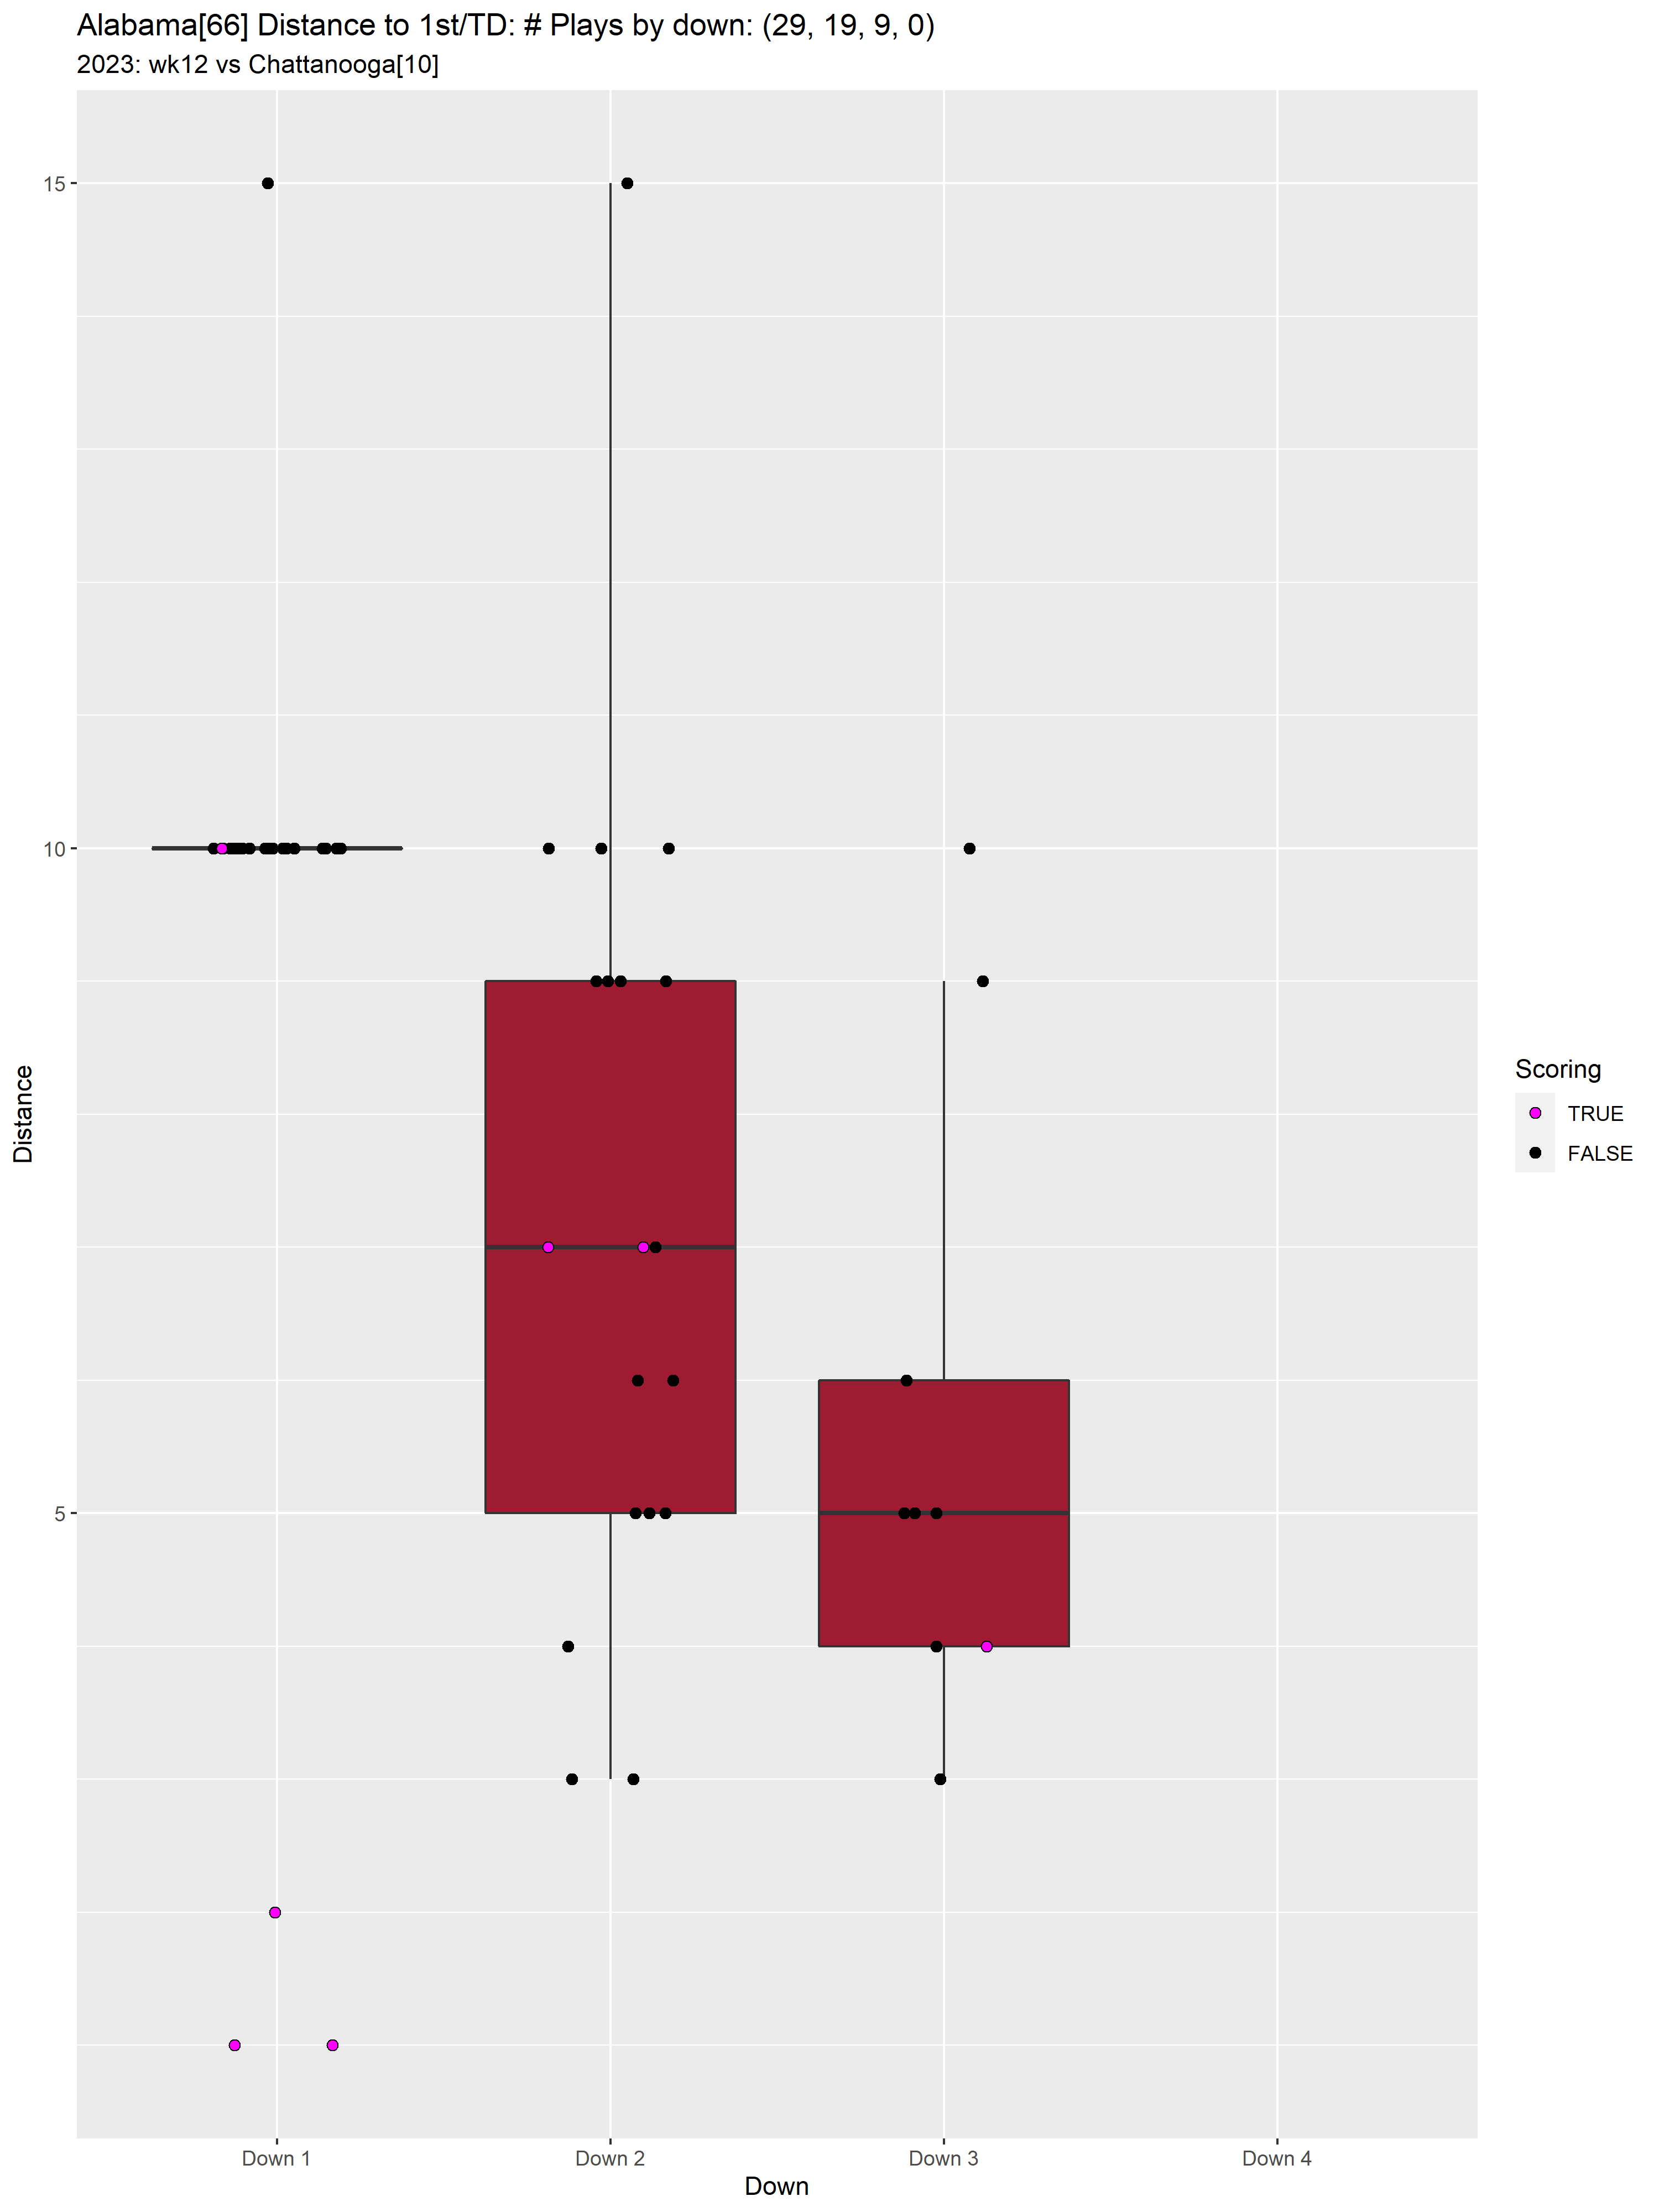 Alabama[66] Distance to 1st/TD: # Plays by down: (29, 19, 9, 0)
2023: wk12 vs Chattanooga[10]
15
10
5
Distance
Down 1
Down 2
Down 3
Down 4
Down
Scoring
TRUE
FALSE